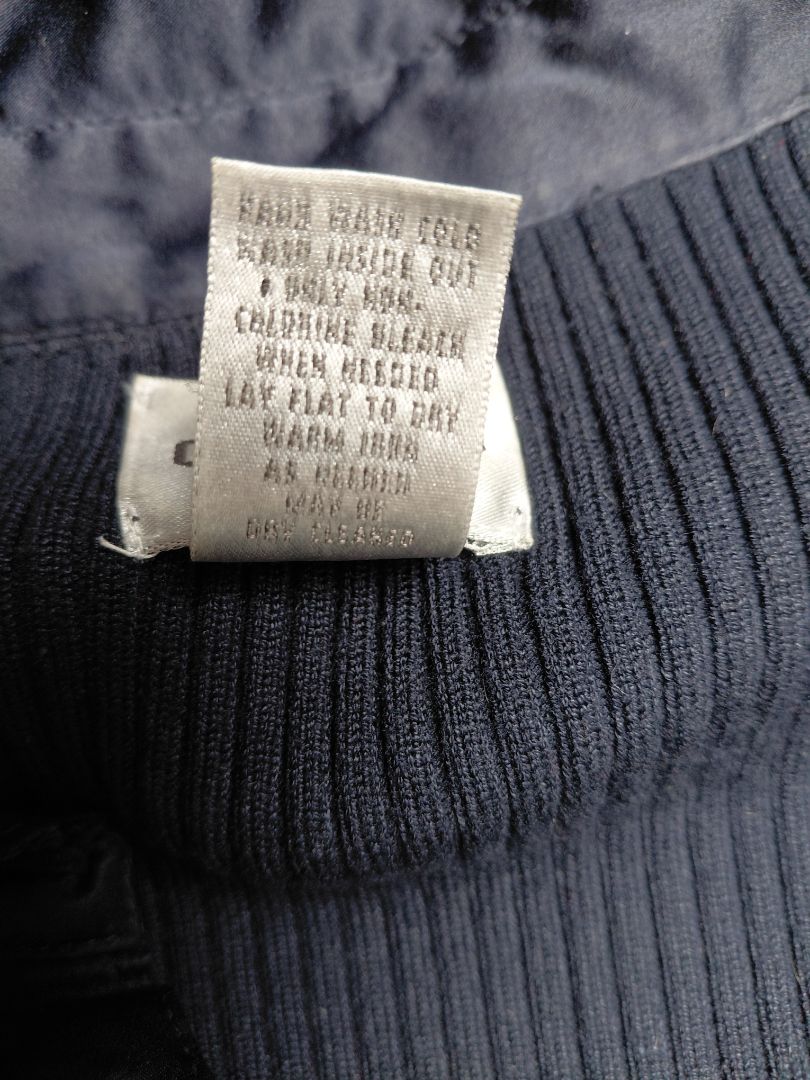 HAND WASH COLD
WASH INSIDE OUT
ONLY NON-
CHLORINE BLEACH
WHEN NEEDED
LAY FLAT TO DRY
WARM IRON
AS NEEDED
MAY BE
DRY CLEANED